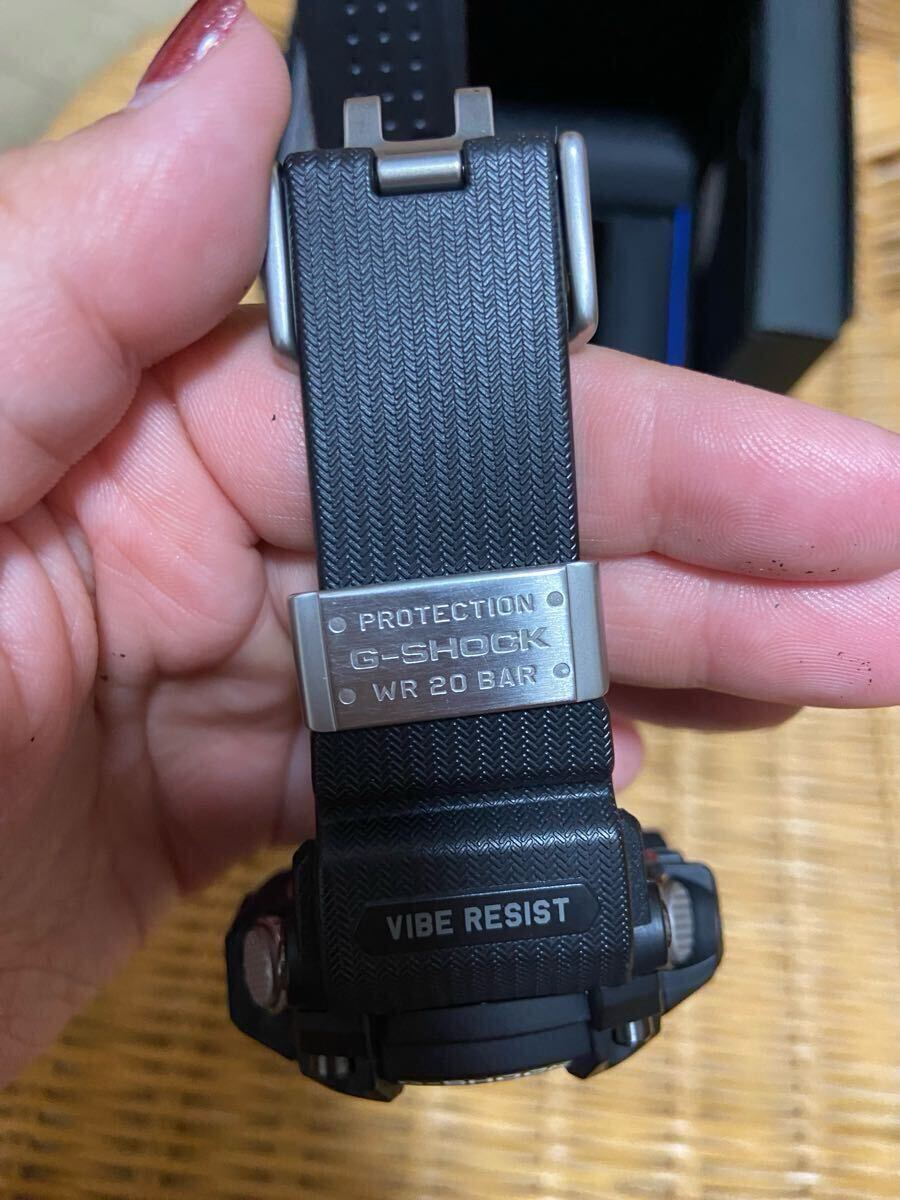 PROTECTION
G-SHOCK
WR 20 BAR
VIBE RESIST